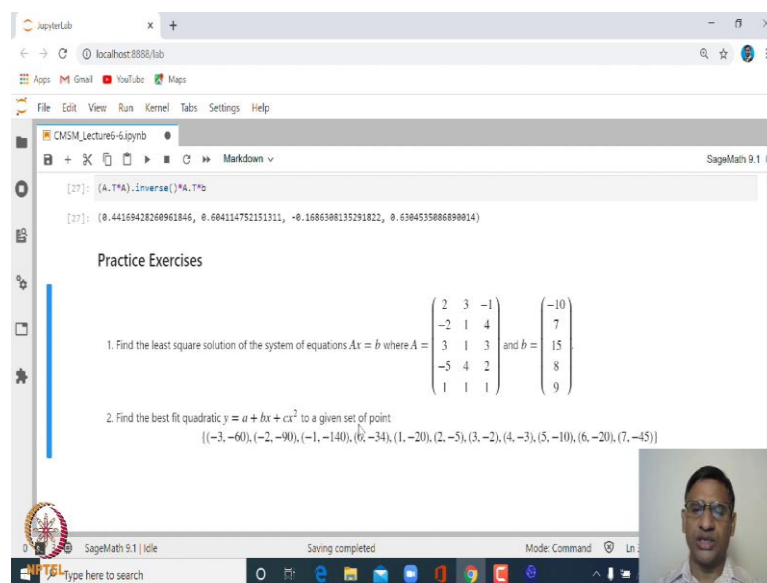 JupyterLab
localhost:8888/lab
Apps Gmail YouTube Maps
File Edit View Run Kernel Tabs Settings Help
CMSM_Lecture6-6.ipynb
Markdown SageMath 9.1
[27]: (A.T*A).inverse()*A.T*b
[27]: (0.44169428260961846, 0.604114752151311, -0.1686308135291822, 0.6304535086890014)
Practice Exercises
1. Find the least square solution of the system of equations Ax = b where A = (2 3 −1; −2 1 4; 3 1 3; −5 4 2; 1 1 1) and b = (−10; 7; 15; 8; 9).
2. Find the best fit quadratic y = a + bx + cx² to a given set of point
{(−3, −60), (−2, −90), (−1, −140), (0, −34), (1, −20), (2, −5), (3, −2), (4, −3), (5, −10), (6, −20), (7, −45)}
SageMath 9.1 | Idle Saving completed Mode: Command Ln
NPTEL Type here to search